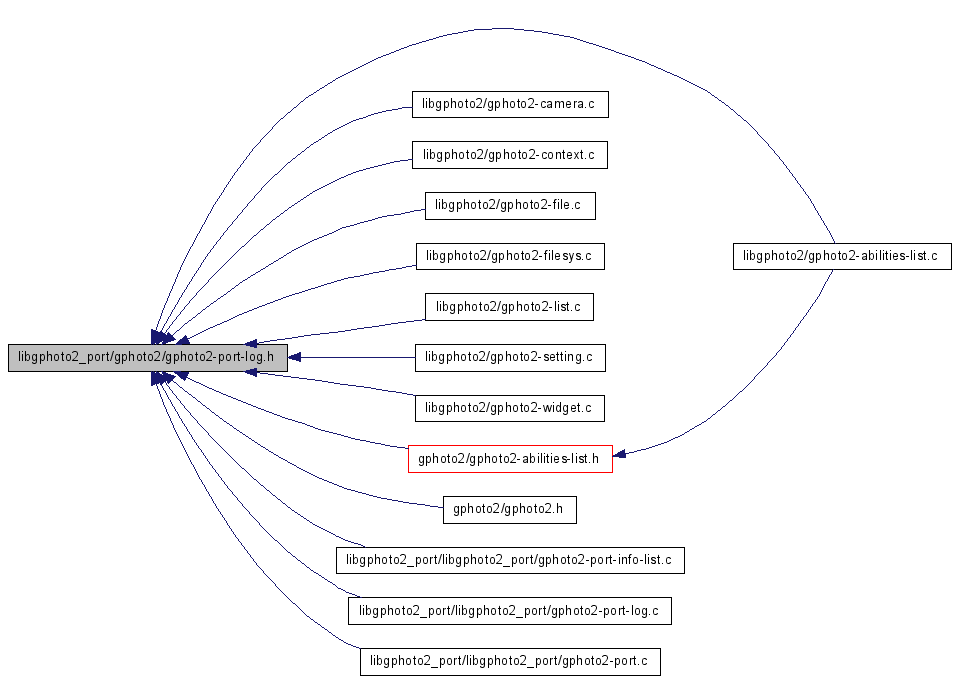 libgphoto2/gphoto2-camera.c
libgphoto2/gphoto2-context.c
libgphoto2/gphoto2-file.c
libgphoto2/gphoto2-filesys.c
libgphoto2/gphoto2-abilities-list.c
libgphoto2/gphoto2-list.c
libgphoto2_port/gphoto2/gphoto2-port-log.h
libgphoto2/gphoto2-setting.c
libgphoto2/gphoto2-widget.c
gphoto2/gphoto2-abilities-list.h
gphoto2/gphoto2.h
libgphoto2_port/libgphoto2_port/gphoto2-port-info-list.c
libgphoto2_port/libgphoto2_port/gphoto2-port-log.c
libgphoto2_port/libgphoto2_port/gphoto2-port.c